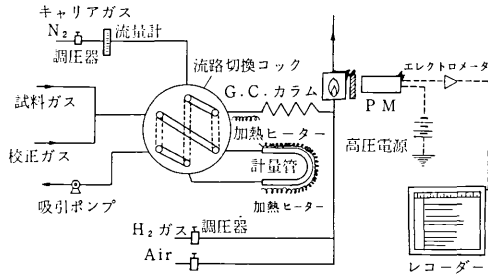 キャリアガス
N₂
調圧器
流量計
流路切換コック
エレクトロメータ
G.C.カラム
PM
試料ガス
加熱ヒーター
計量管
高圧電源
校正ガス
吸引ポンプ
加熱ヒーター
H₂ガス
調圧器
Air
レコーダー